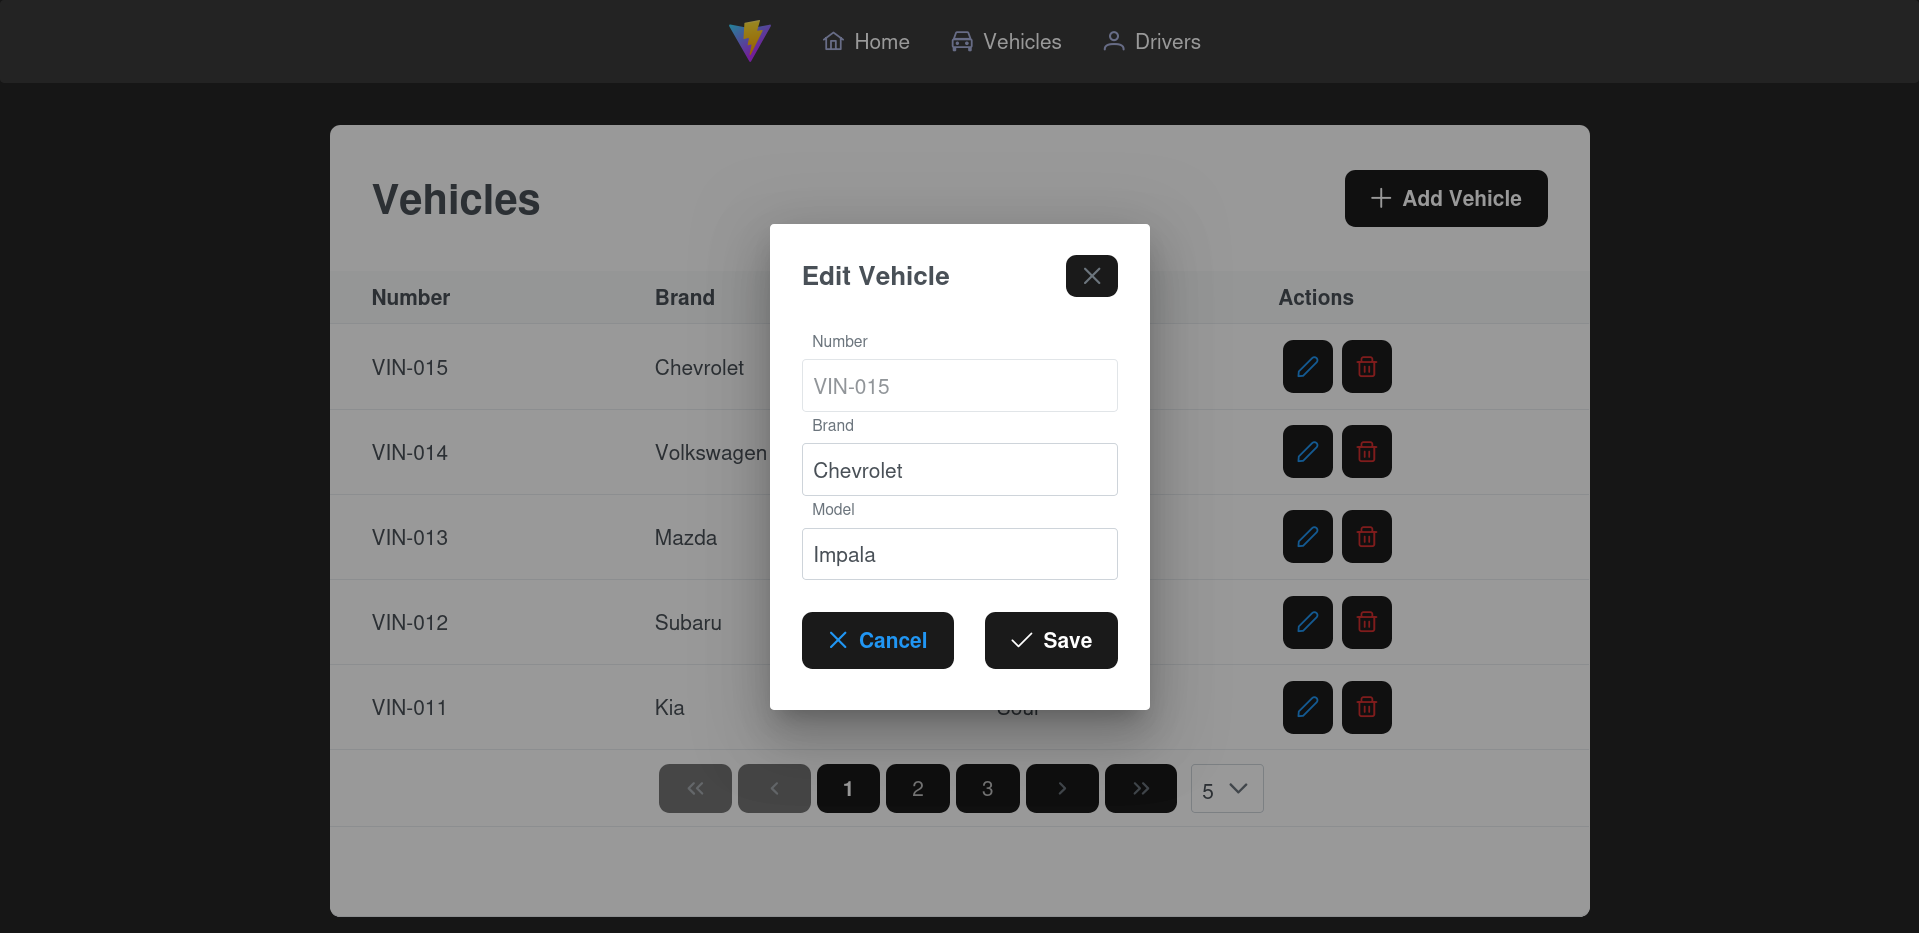 Home Vehicles Drivers
Vehicles
Add Vehicle
Number Brand Actions
VIN-015 Chevrolet
VIN-014 Volkswagen
VIN-013 Mazda
VIN-012 Subaru
VIN-011 Kia
Edit Vehicle
Number
VIN-015
Brand
Chevrolet
Model
Impala
Cancel Save
1 2 3 5